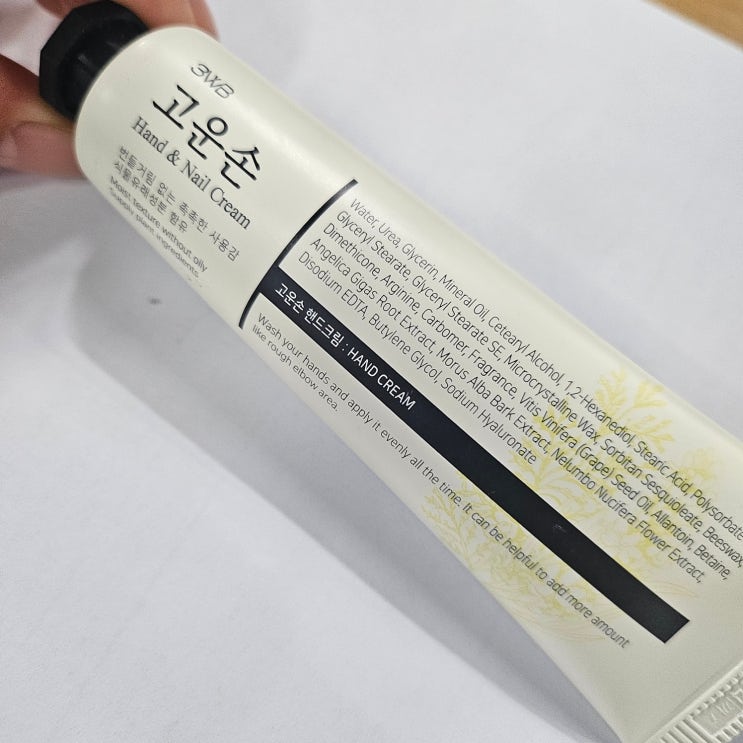 3WB
고운손
Hand & Nail Cream
번들거림 없는 촉촉한 사용감
식물유래성분 함유
Moist texture without oily
Supply plant ingredients
Water, Urea, Glycerin, Mineral Oil, Cetearyl Alcohol, 1,2-Hexanediol, Stearic Acid, Polysorbate
Glyceryl Stearate, Glyceryl Stearate SE, Microcrystalline Wax, Sorbitan Sesquioleate, Beeswax,
Dimethicone, Arginine, Carbomer, Fragrance, Vitis Vinifera (Grape) Seed Oil, Allantoin, Betaine,
Angelica Gigas Root Extract, Morus Alba Bark Extract, Nelumbo Nucifera Flower Extract,
Disodium EDTA, Butylene Glycol, Sodium Hyaluronate
고운손 핸드크림 : HAND CREAM
Wash your hands and apply it evenly all the time. It can be helpful to add more amount
like rough elbow area.